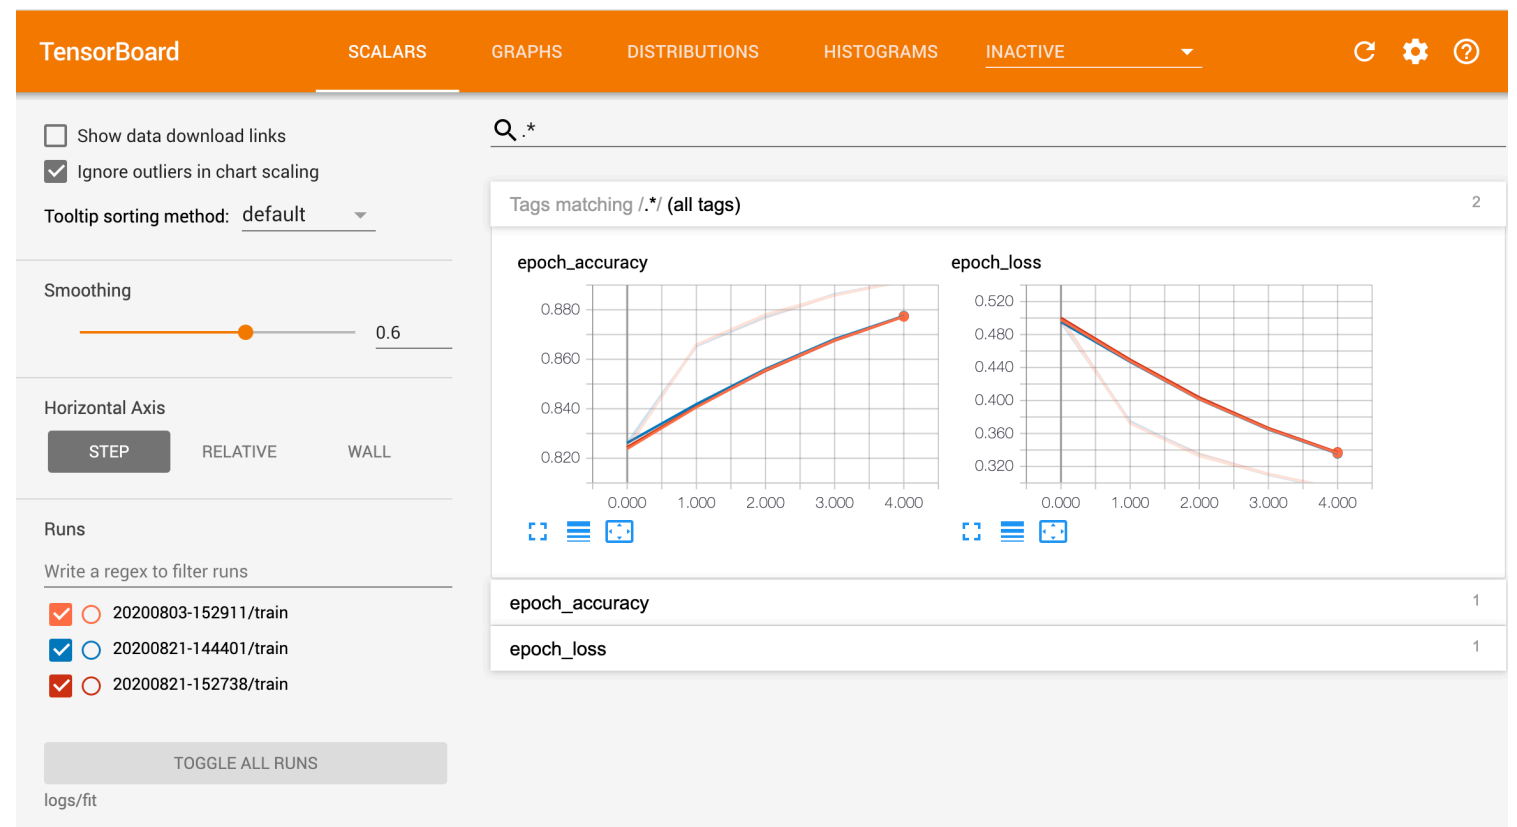 TensorBoard
SCALARS
GRAPHS
DISTRIBUTIONS
HISTOGRAMS
INACTIVE
Show data download links
Ignore outliers in chart scaling
Tooltip sorting method: default
Smoothing
0.6
Horizontal Axis
STEP
RELATIVE
WALL
Runs
Write a regex to filter runs
20200803-152911/train
20200821-144401/train
20200821-152738/train
TOGGLE ALL RUNS
logs/fit
.*
Tags matching /.*/ (all tags)
2
epoch_accuracy
0.880
0.860
0.840
0.820
0.000 1.000 2.000 3.000 4.000
epoch_loss
0.520
0.480
0.440
0.400
0.360
0.320
0.000 1.000 2.000 3.000 4.000
epoch_accuracy
1
epoch_loss
1